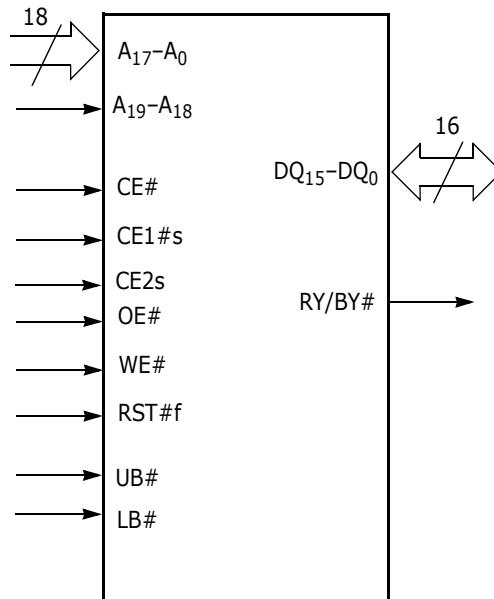 18
A₁₇–A₀
A₁₉–A₁₈
16
DQ₁₅–DQ₀
CE#
CE1#s
CE2s
OE#
RY/BY#
WE#
RST#f
UB#
LB#